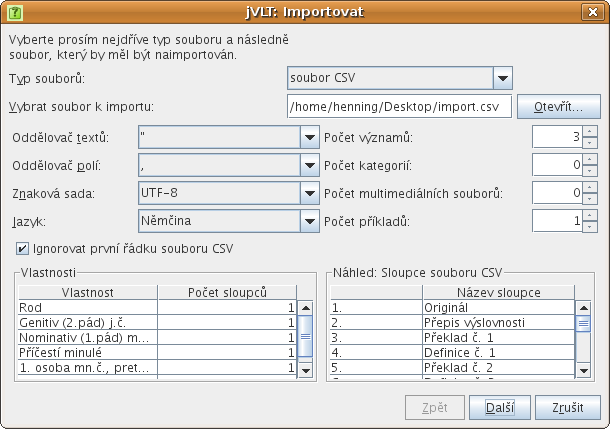 jVLT: Importovat
Vyberte prosím nejdříve typ souboru a následně
soubor, který by měl být naimportován.
Typ souborů: soubor CSV
Vybrat soubor k importu: /home/henning/Desktop/import.csv Otevřít...
Oddělovač textů: " Počet významů: 3
Oddělovač polí: , Počet kategorií: 0
Znaková sada: UTF-8 Počet multimediálních souborů: 0
Jazyk: Němčina Počet příkladů: 1
Ignorovat první řádku souboru CSV
Vlastnosti Náhled: Sloupce souboru CSV
Vlastnost Počet sloupců Název sloupce
Rod 1 1. Originál
Genitiv (2.pád) j.č. 1 2. Přepis výslovnosti
Nominativ (1.pád) m... 1 3. Překlad č. 1
Příčestí minulé 1 4. Definice č. 1
1. osoba mn.č., pret... 1 5. Překlad č. 2
Zpět Další Zrušit